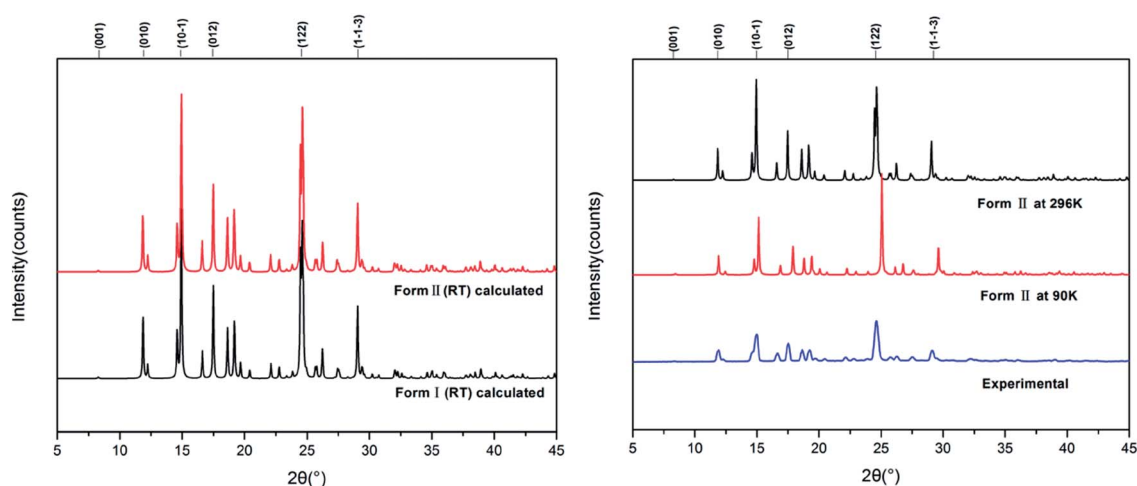 (001) (010) (10-1) (012) (122) (1-1-3)
Intensity(counts)
Form Ⅱ (RT) calculated
Form Ⅰ (RT) calculated
5 10 15 20 25 30 35 40 45
2θ(°)
(001) (010) (10-1) (012) (122) (1-1-3)
Intensity(counts)
Form Ⅱ at 296K
Form Ⅱ at 90K
Experimental
5 10 15 20 25 30 35 40 45
2θ(°)